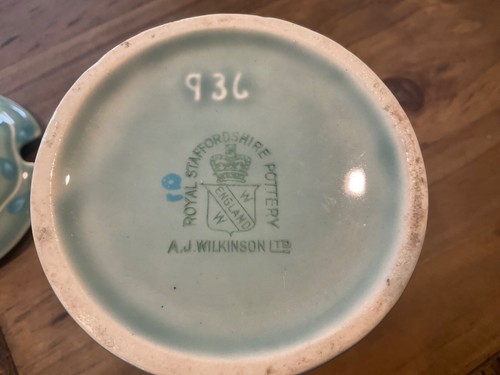 936
ROYAL STAFFORDSHIRE POTTERY
W
ENGLAND
W
A.J. WILKINSON LTD